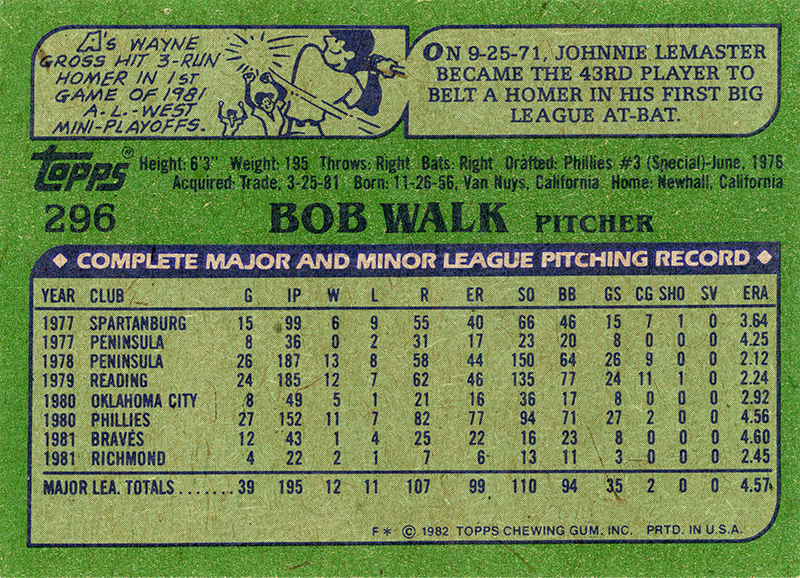 A's WAYNE
GROSS HIT 3-RUN
HOMER IN 1ST
GAME OF 1981
A.L.-WEST
MINI-PLAYOFFS.
ON 9-25-71, JOHNNIE LEMASTER
BECAME THE 43RD PLAYER TO
BELT A HOMER IN HIS FIRST BIG
LEAGUE AT-BAT.
Topps®
Height: 6'3" Weight: 195 Throws: Right Bats: Right Drafted: Phillies #3 (Special)-June, 1976
Acquired: Trade, 3-25-81 Born: 11-26-56, Van Nuys, California Home: Newhall, California
296 BOB WALK PITCHER
COMPLETE MAJOR AND MINOR LEAGUE PITCHING RECORD
YEAR CLUB G IP W L R ER SO BB GS CG SHO SV ERA
1977 SPARTANBURG 15 99 6 9 55 40 66 46 15 7 1 0 3.64
1977 PENINSULA 8 36 0 2 31 17 23 20 8 0 0 0 4.25
1978 PENINSULA 26 187 13 8 58 44 150 64 26 9 0 0 2.12
1979 READING 24 185 12 7 62 46 135 77 24 11 1 0 2.24
1980 OKLAHOMA CITY 8 49 5 1 21 16 36 17 8 0 0 0 2.92
1980 PHILLIES 27 152 11 7 82 77 94 71 27 2 0 0 4.56
1981 BRAVES 12 43 1 4 25 22 16 23 8 0 0 0 4.60
1981 RICHMOND 4 22 2 1 7 6 13 11 3 0 0 0 2.45
MAJOR LEA. TOTALS....... 39 195 12 11 107 99 110 94 35 2 0 0 4.57
F* © 1982 TOPPS CHEWING GUM, INC. PRTD. IN U.S.A.